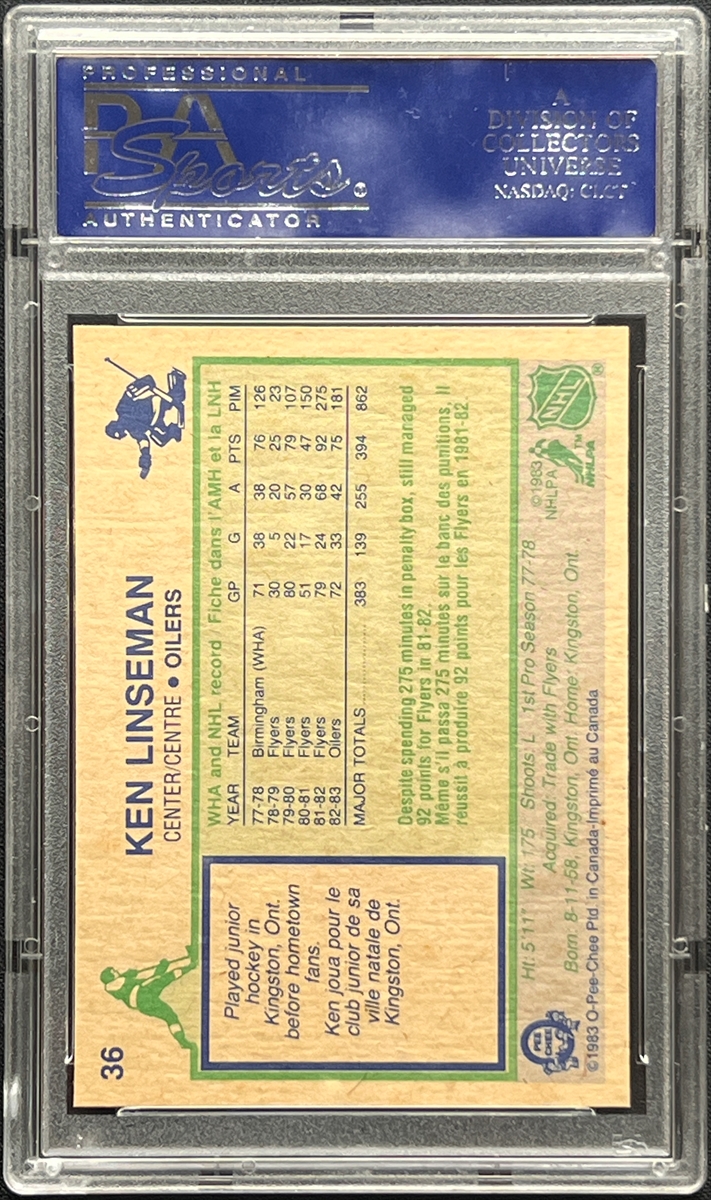 PROFESSIONAL
PSA
Sports®
AUTHENTICATOR
A
DIVISION OF
COLLECTORS
UNIVERSE
NASDAQ: CLCT
36
KEN LINSEMAN
CENTER/CENTRE • OILERS
Played junior
hockey in
Kingston, Ont.
before hometown
fans.
Ken joua pour le
club junior de sa
ville natale de
Kingston, Ont.
WHA and NHL record Fiche dans l'AMH et la LNH
YEAR TEAM GP G A PTS PIM
77-78 Birmingham (WHA) 71 38 38 76 126
78-79 Flyers 30 5 20 25 23
79-80 Flyers 80 22 57 79 107
80-81 Flyers 51 17 30 47 150
81-82 Flyers 79 24 68 92 275
82-83 Oilers 72 33 42 75 181
MAJOR TOTALS 383 139 255 394 862
Despite spending 275 minutes in penalty box, still managed
92 points for Flyers in 81-82.
Même s'il passa 275 minutes sur le banc des punitions, Il
réussit à produire 92 points pour les Flyers en 1981-82
Ht: 5'11" Wt: 175 Shoots: L 1st Pro Season 77-78
Acquired: Trade with Flyers
Born: 8-11-58, Kingston, Ont. Home: Kingston, Ont.
©1983
NHLPA
NHLPA™
NHL®
O
PEE
CHEE
©1983 O-Pee-Chee Ptd. in Canada-Imprimé au Canada